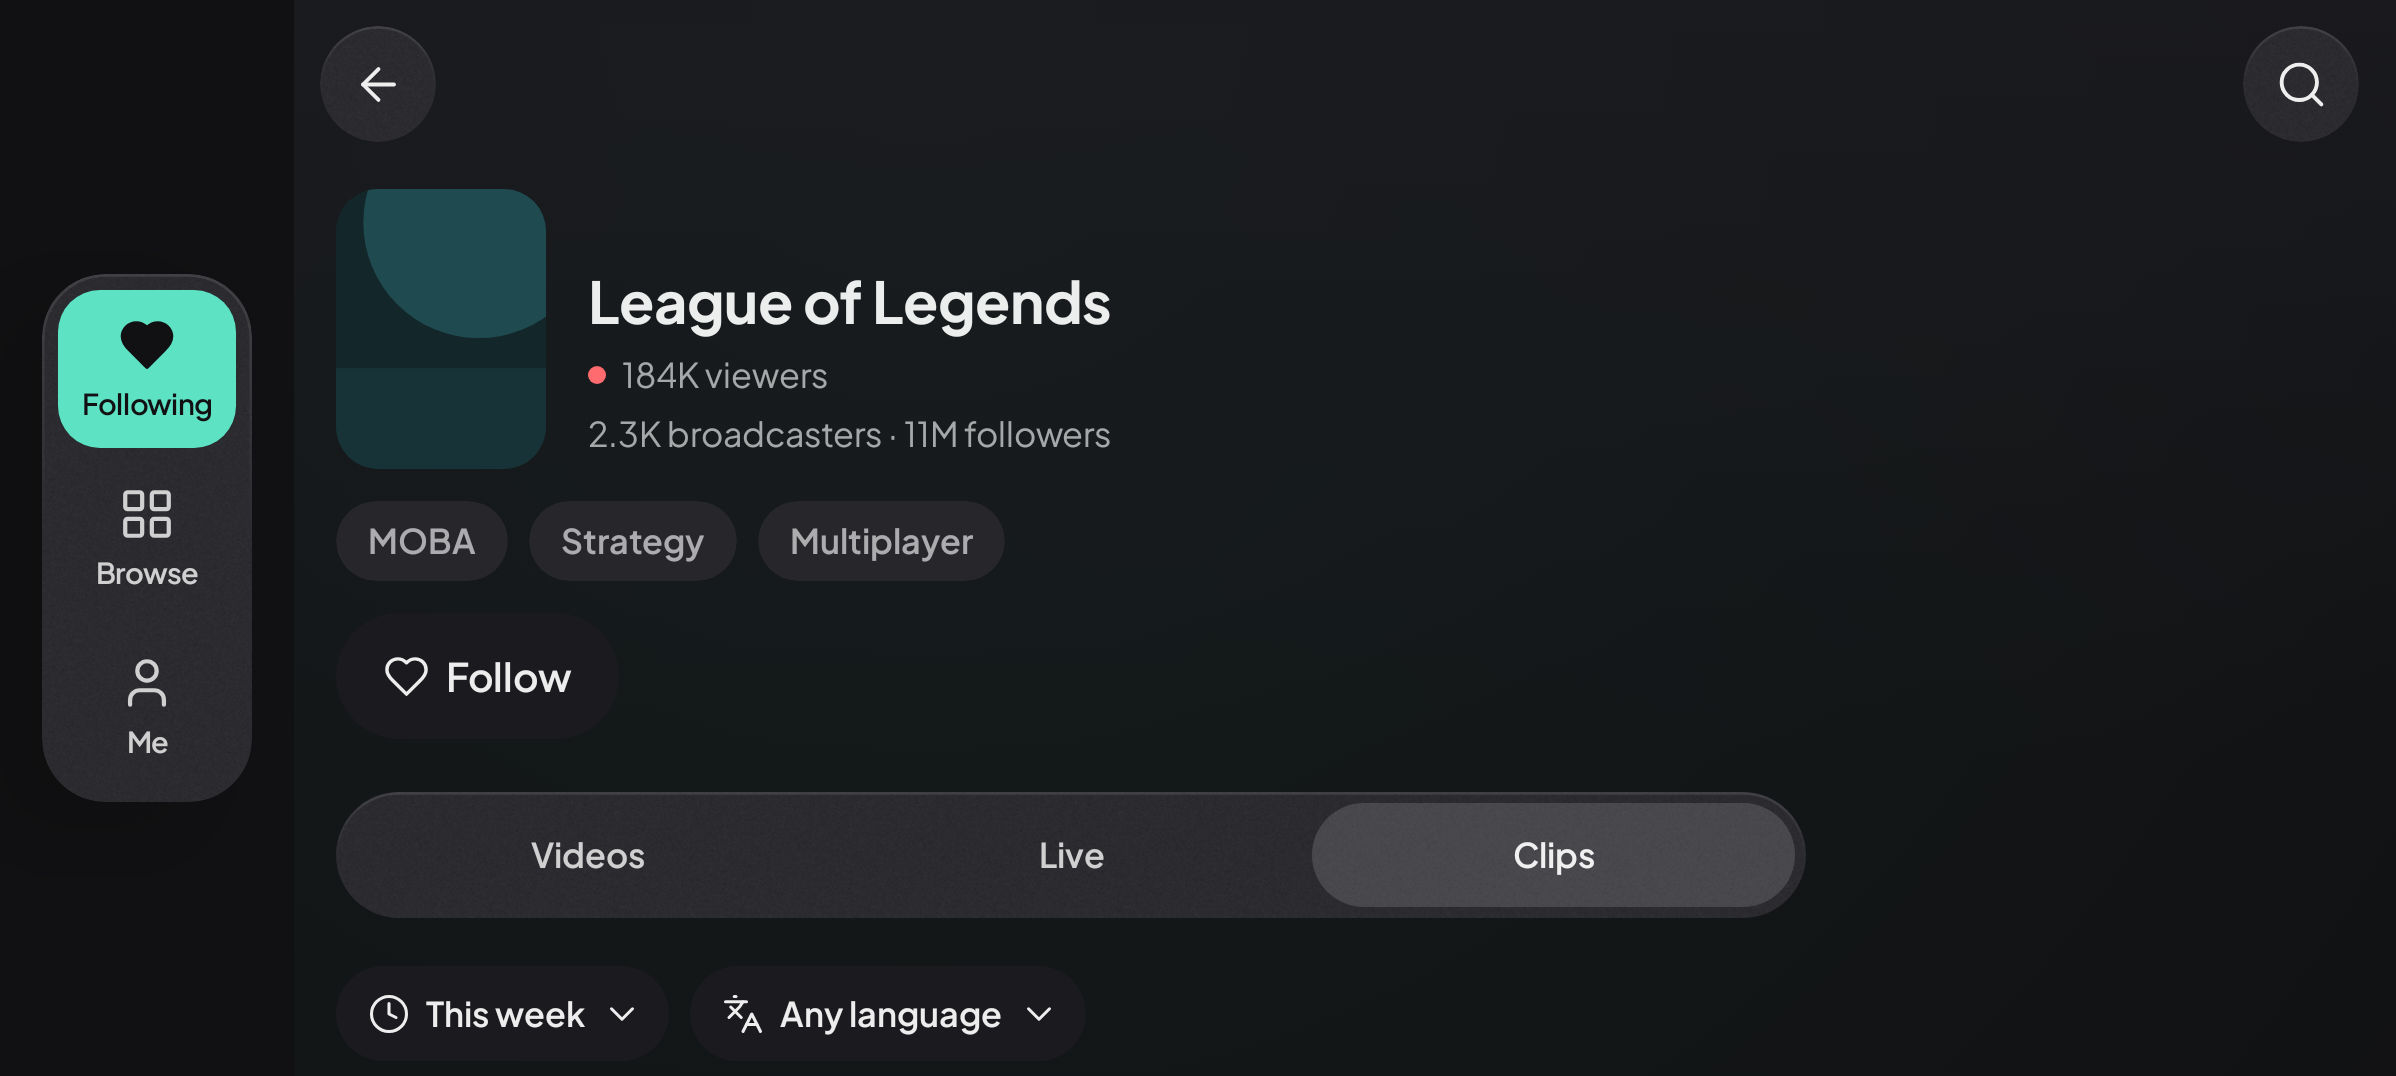 Following
Browse
Me
League of Legends
184K viewers
2.3K broadcasters · 11M followers
MOBA
Strategy
Multiplayer
Follow
Videos
Live
Clips
This week
Any language